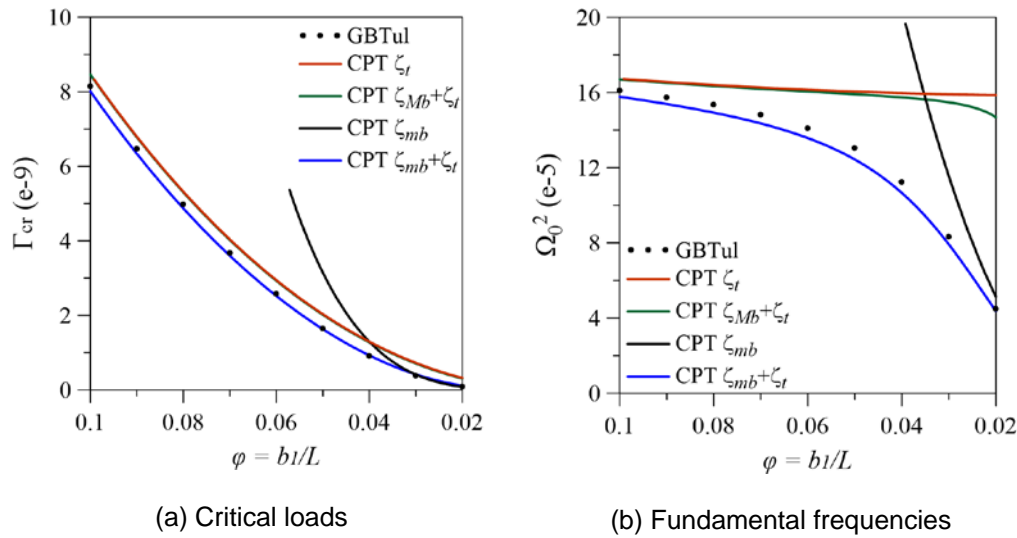 10
8
6
4
2
0
Γcr (e-9)
GBTul
CPT ζt
CPT ζMb+ζt
CPT ζmb
CPT ζmb+ζt
0.1 0.08 0.06 0.04 0.02
φ = b1/L
(a) Critical loads
20
16
12
8
4
0
Ω0² (e-5)
GBTul
CPT ζt
CPT ζMb+ζt
CPT ζmb
CPT ζmb+ζt
0.1 0.08 0.06 0.04 0.02
φ = b1/L
(b) Fundamental frequencies